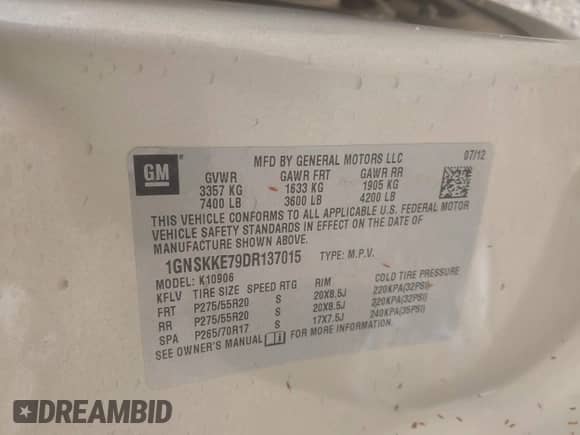 MFD BY GENERAL MOTORS LLC 07/12
GM
GVWR GAWR FRT GAWR RR
3357 KG 1633 KG 1905 KG
7400 LB 3600 LB 4200 LB
THIS VEHICLE CONFORMS TO ALL APPLICABLE U.S. FEDERAL MOTOR
VEHICLE SAFETY STANDARDS IN EFFECT ON THE DATE OF
MANUFACTURE SHOWN ABOVE.
1GNSKKE79DR137015 TYPE: M.P.V.
MODEL: K10906
KFLV TIRE SIZE SPEED RTG RIM COLD TIRE PRESSURE
FRT P275/55R20 S 20X8.5J 220KPA(32PSI)
RR P275/55R20 S 20X8.5J 220KPA(32PSI)
SPA P265/70R17 S 17X7.5J 240KPA(35PSI)
SEE OWNER'S MANUAL FOR MORE INFORMATION.
DREAMBID